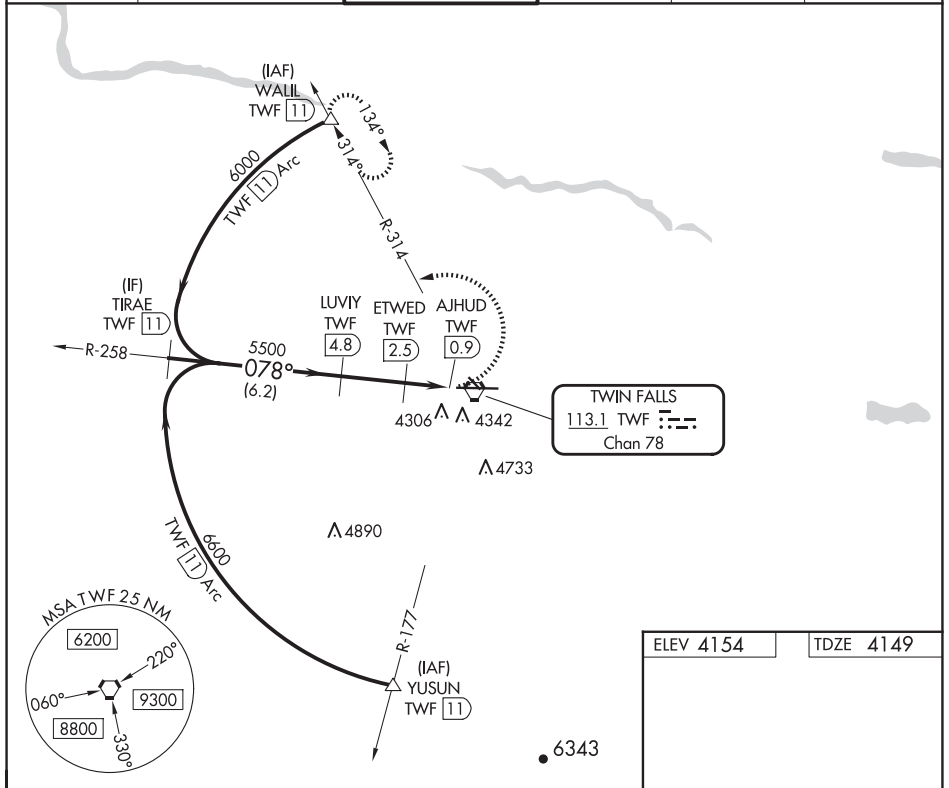 (IAF)
WALIL
TWF 11
134°
314°
6000
TWF 11 Arc
R-314
(IF)
TIRAE
TWF 11
R-258
5500
078°
(6.2)
LUVIY
TWF
4.8
ETWED
TWF
2.5
AJHUD
TWF
0.9
4306
4342
TWIN FALLS
113.1 TWF
Chan 78
4733
4890
6600
TWF 11 Arc
R-177
(IAF)
YUSUN
TWF 11
MSA TWF 25 NM
6200
220°
060°
9300
8800
330°
6343
ELEV 4154
TDZE 4149